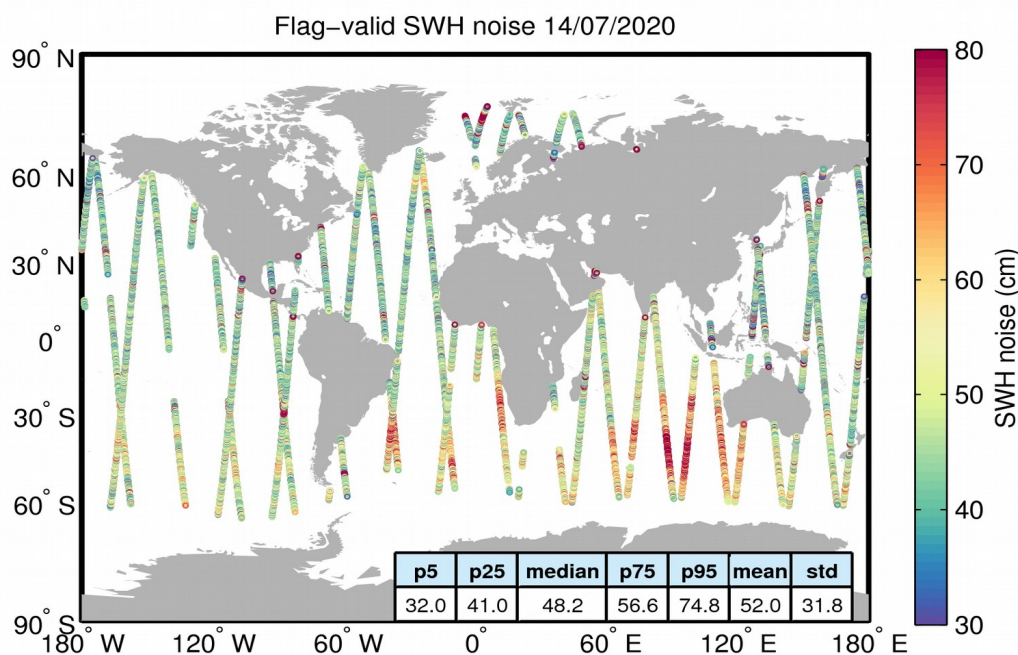 Flag−valid SWH noise 14/07/2020
90° N
60° N
30° N
0°
30° S
60° S
90° S
180° W
120° W
60° W
0°
60° E
120° E
180° E
p5 p25 median p75 p95 mean std
32.0 41.0 48.2 56.6 74.8 52.0 31.8
80
70
60
50
40
30
SWH noise (cm)